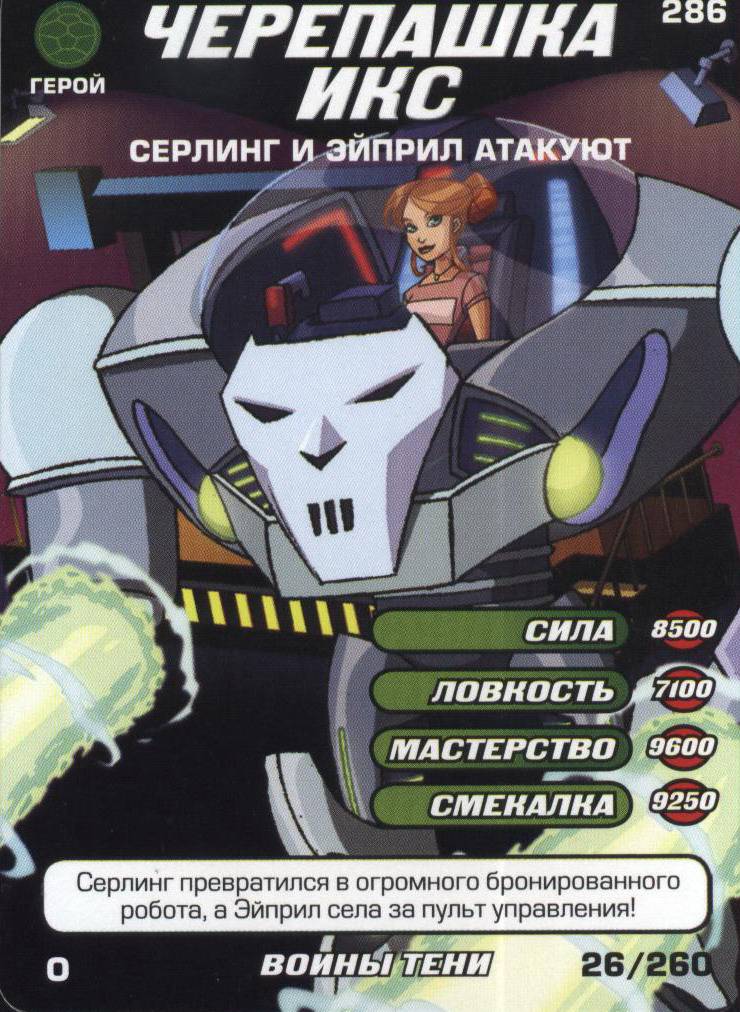 286
ЧЕРЕПАШКА
ИКС
ГЕРОЙ
СЕРЛИНГ И ЭЙПРИЛ АТАКУЮТ
СИЛА 8500
ЛОВКОСТЬ 7100
МАСТЕРСТВО 9600
СМЕКАЛКА 9250
Серлинг превратился в огромного бронированного
робота, а Эйприл села за пульт управления!
0 ВОЙНЫ ТЕНИ 26/260